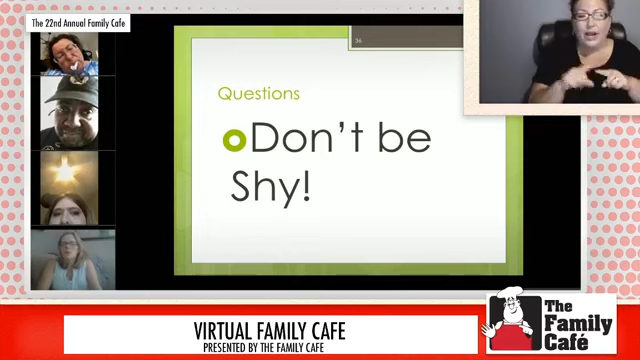 The 22nd Annual Family Cafe
36
Questions
Don't be
Shy!
VIRTUAL FAMILY CAFE
PRESENTED BY THE FAMILY CAFE
The
Family
Café